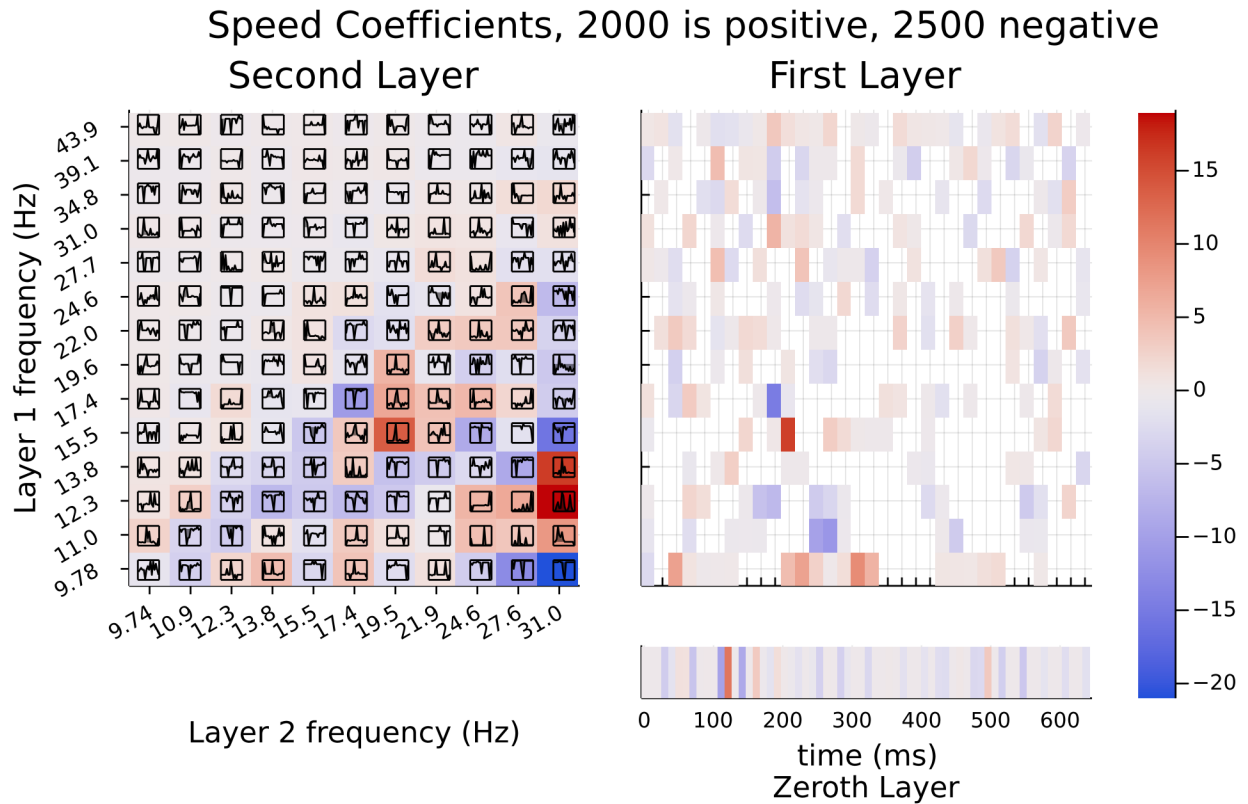 Speed Coefficients, 2000 is positive, 2500 negative
Second Layer
First Layer
Layer 1 frequency (Hz)
43.9
39.1
34.8
31.0
27.7
24.6
22.0
19.6
17.4
15.5
13.8
12.3
11.0
9.78
9.74 10.9 12.3 13.8 15.5 17.4 19.5 21.9 24.6 27.6 31.0
Layer 2 frequency (Hz)
15
10
5
0
−5
−10
−15
−20
0 100 200 300 400 500 600
time (ms)
Zeroth Layer